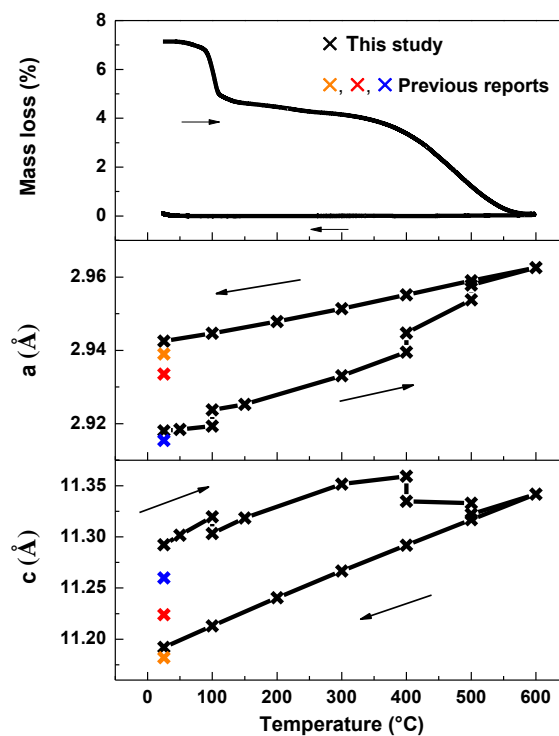 8
✕ This study
6
✕, ✕, ✕ Previous reports
4
2
0
Mass loss (%)
2.96
2.94
2.92
a (Å)
11.35
11.30
11.25
11.20
c (Å)
0 100 200 300 400 500 600
Temperature (°C)